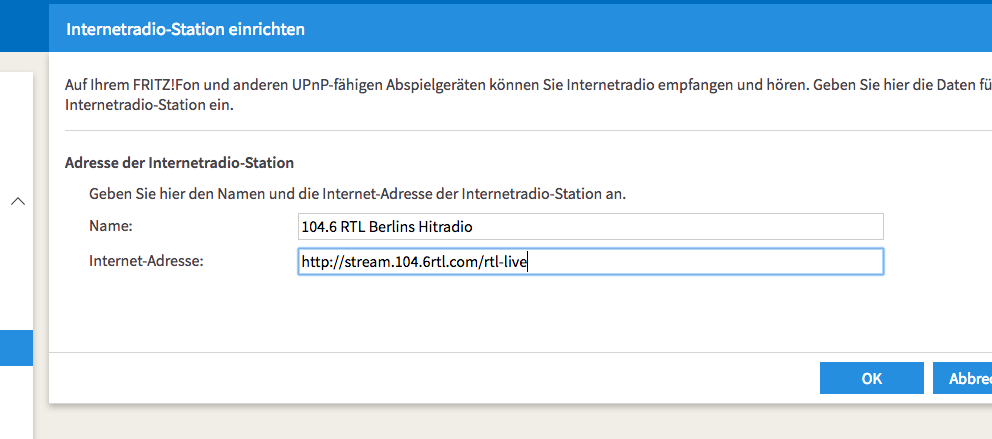 Internetradio-Station einrichten
Auf Ihrem FRITZ!Fon und anderen UPnP-fähigen Abspielgeräten können Sie Internetradio empfangen und hören. Geben Sie hier die Daten fü
Internetradio-Station ein.
Adresse der Internetradio-Station
Geben Sie hier den Namen und die Internet-Adresse der Internetradio-Station an.
Name: 104.6 RTL Berlins Hitradio
Internet-Adresse: http://stream.104.6rtl.com/rtl-live
OK Abbrec